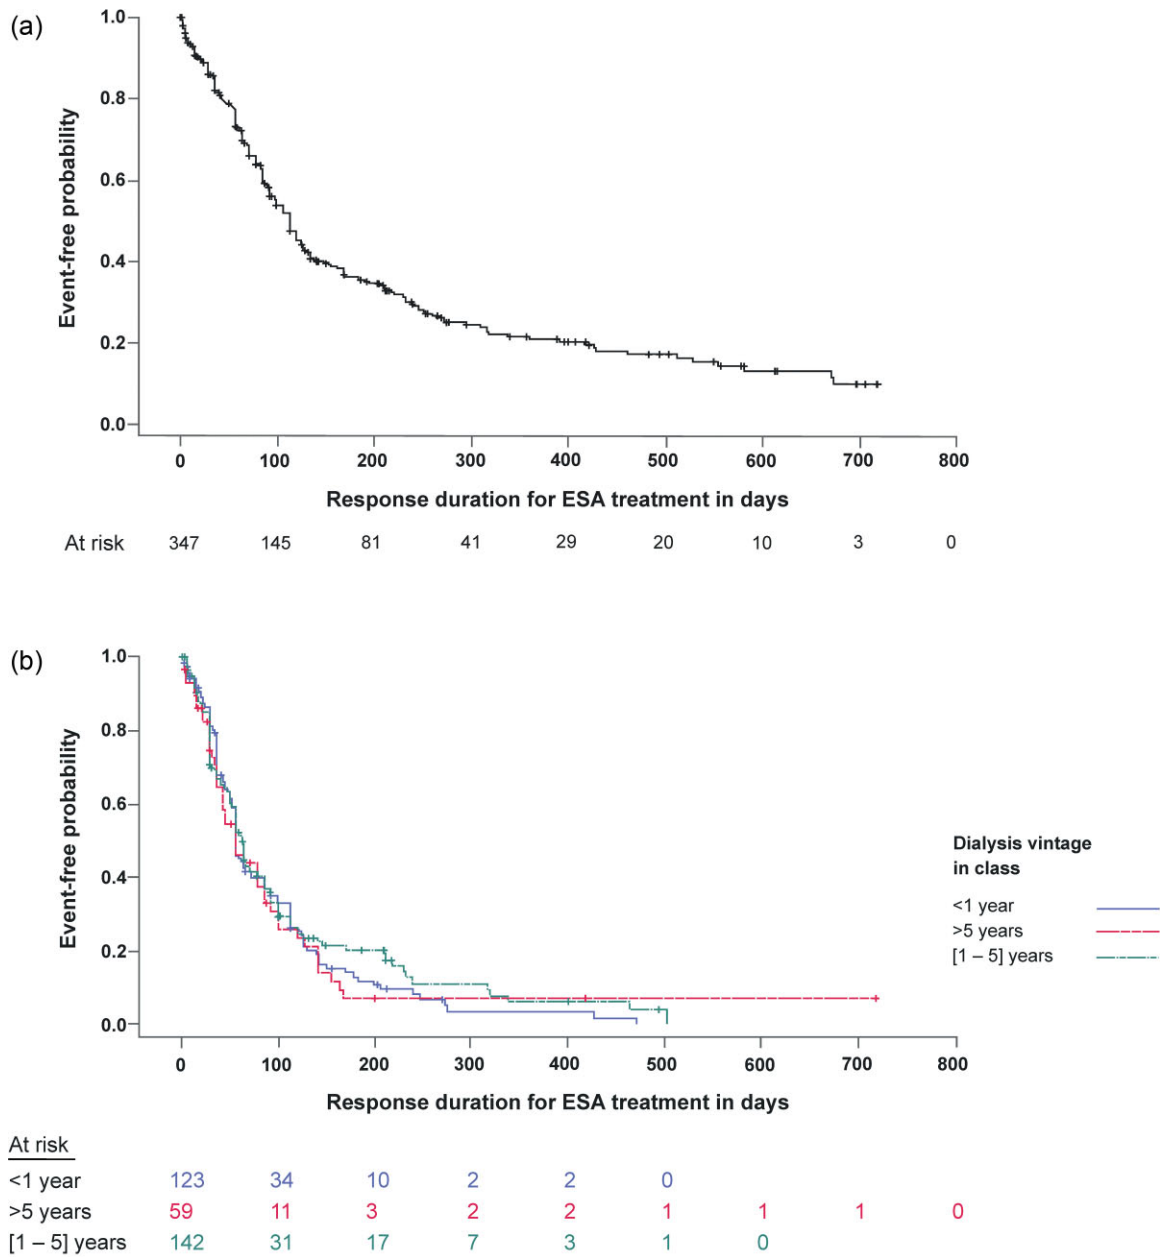 (a)
Event-free probability
1.0
0.8
0.6
0.4
0.2
0.0
0 100 200 300 400 500 600 700 800
Response duration for ESA treatment in days
At risk 347 145 81 41 29 20 10 3 0
(b)
Event-free probability
1.0
0.8
0.6
0.4
0.2
0.0
0 100 200 300 400 500 600 700 800
Response duration for ESA treatment in days
Dialysis vintage
in class
<1 year
>5 years
[1 – 5] years
At risk
<1 year 123 34 10 2 2 0
>5 years 59 11 3 2 2 1 1 1 0
[1 – 5] years 142 31 17 7 3 1 0